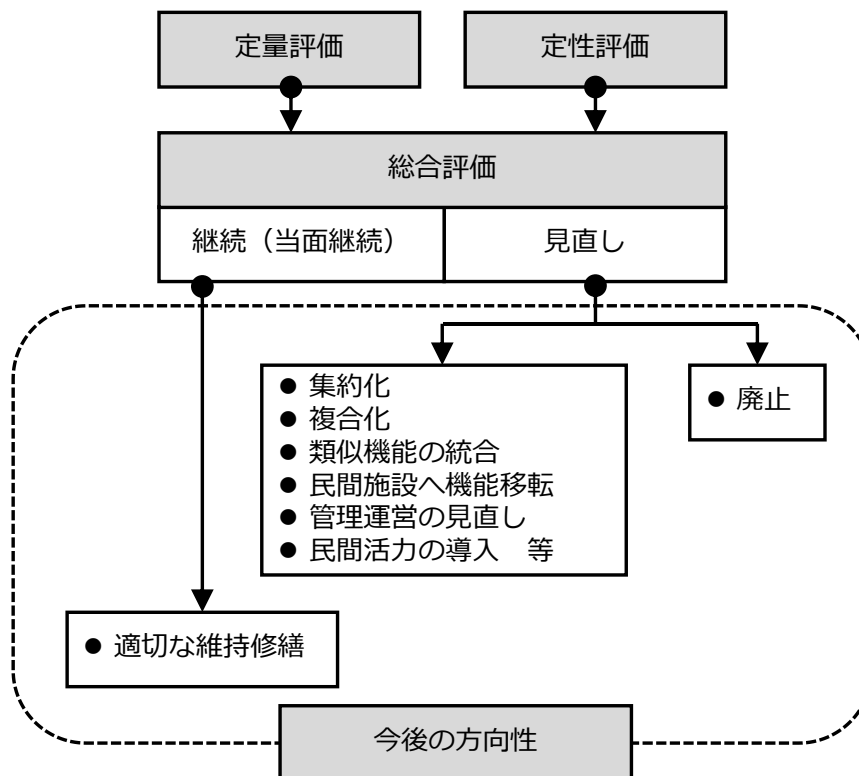 定量評価
定性評価
総合評価
継続（当面継続）
見直し
● 集約化
● 複合化
● 類似機能の統合
● 民間施設へ機能移転
● 管理運営の見直し
● 民間活力の導入　等
● 廃止
● 適切な維持修繕
今後の方向性